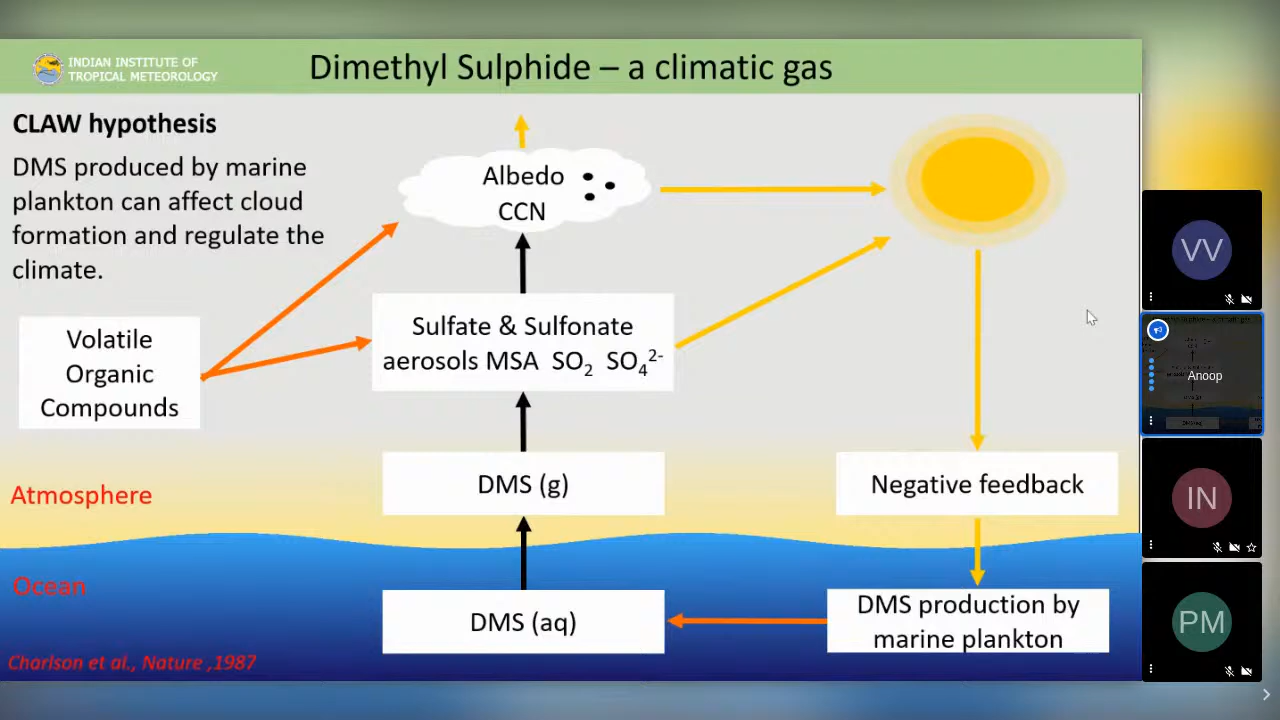 INDIAN INSTITUTE OF
TROPICAL METEOROLOGY
Dimethyl Sulphide – a climatic gas
CLAW hypothesis
DMS produced by marine
plankton can affect cloud
formation and regulate the
climate.
Albedo
CCN
Volatile
Organic
Compounds
Sulfate & Sulfonate
aerosols MSA SO₂ SO₄²⁻
Atmosphere
DMS (g)
Negative feedback
Ocean
DMS (aq)
DMS production by
marine plankton
Charlson et al., Nature ,1987
VV
Anoop
IN
PM